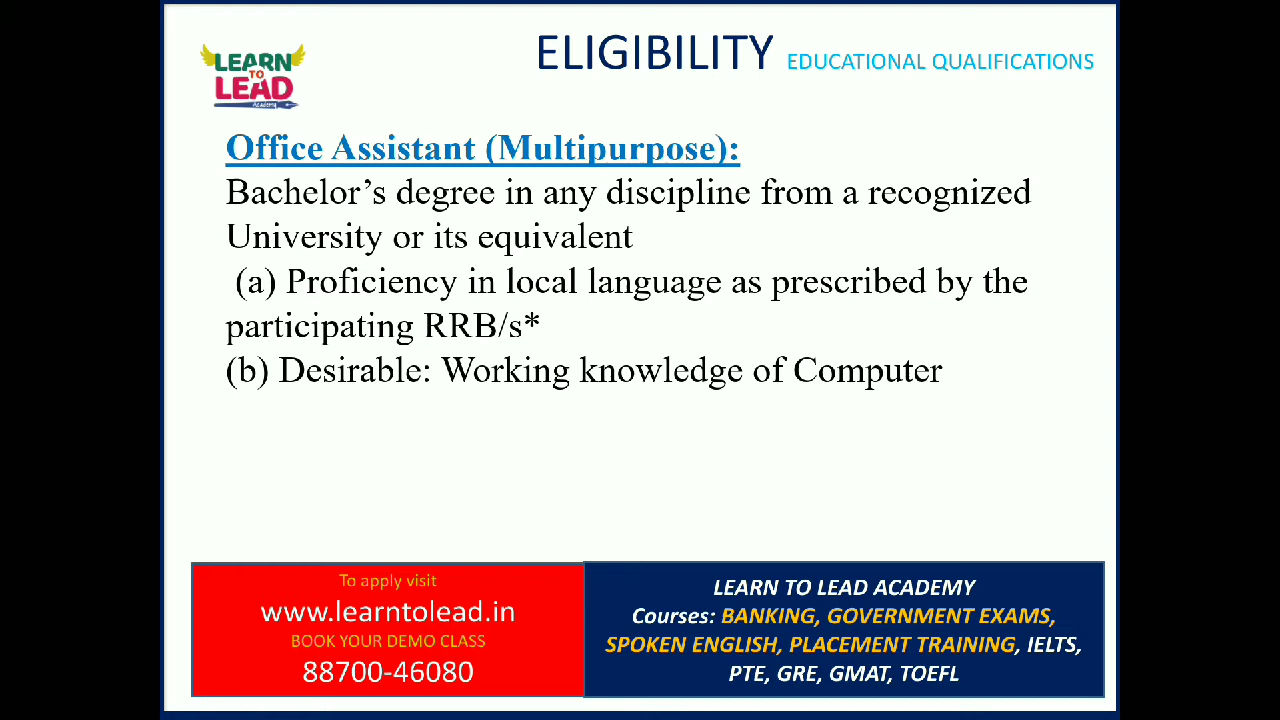 LEARN
TO
LEAD
Academy
ELIGIBILITY EDUCATIONAL QUALIFICATIONS
Office Assistant (Multipurpose):
Bachelor’s degree in any discipline from a recognized
University or its equivalent
(a) Proficiency in local language as prescribed by the
participating RRB/s*
(b) Desirable: Working knowledge of Computer
To apply visit
www.learntolead.in
BOOK YOUR DEMO CLASS
88700-46080
LEARN TO LEAD ACADEMY
Courses: BANKING, GOVERNMENT EXAMS,
SPOKEN ENGLISH, PLACEMENT TRAINING, IELTS,
PTE, GRE, GMAT, TOEFL